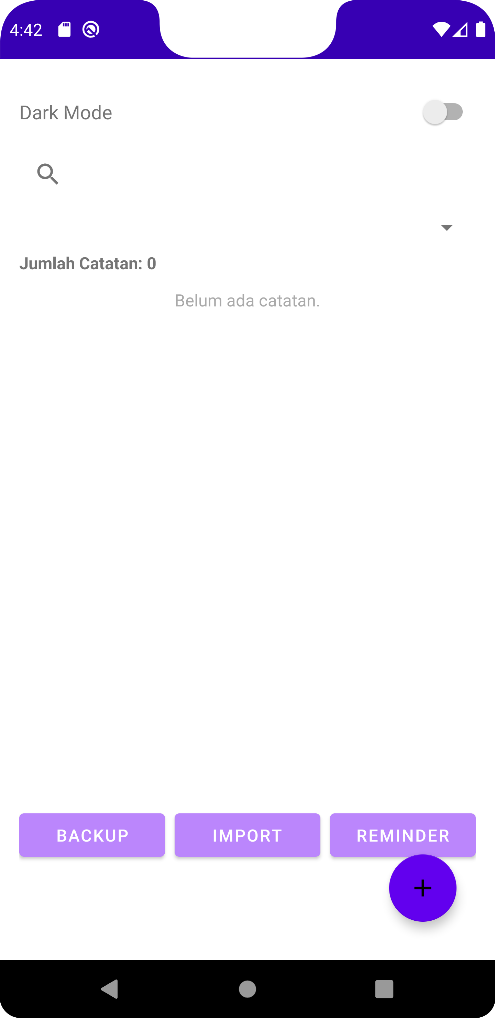 4:42
Dark Mode
Jumlah Catatan: 0
Belum ada catatan.
BACKUP IMPORT REMINDER